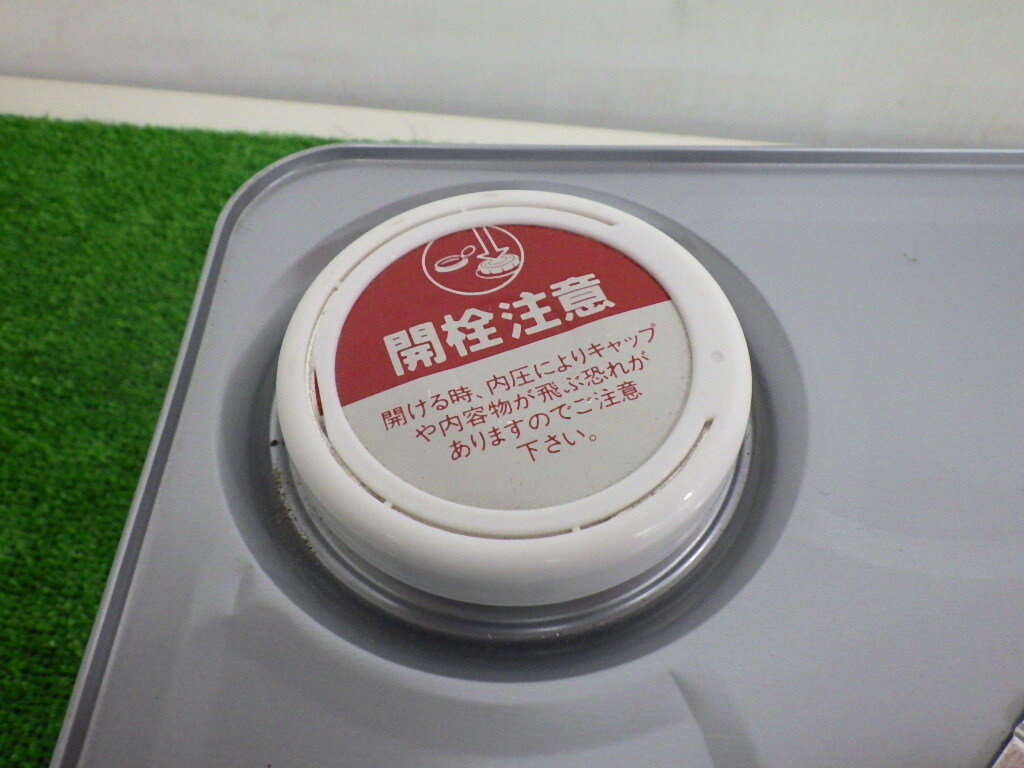 開栓注意
開ける時、内圧によりキャップ
や内容物が飛ぶ恐れが
ありますのでご注意
下さい。